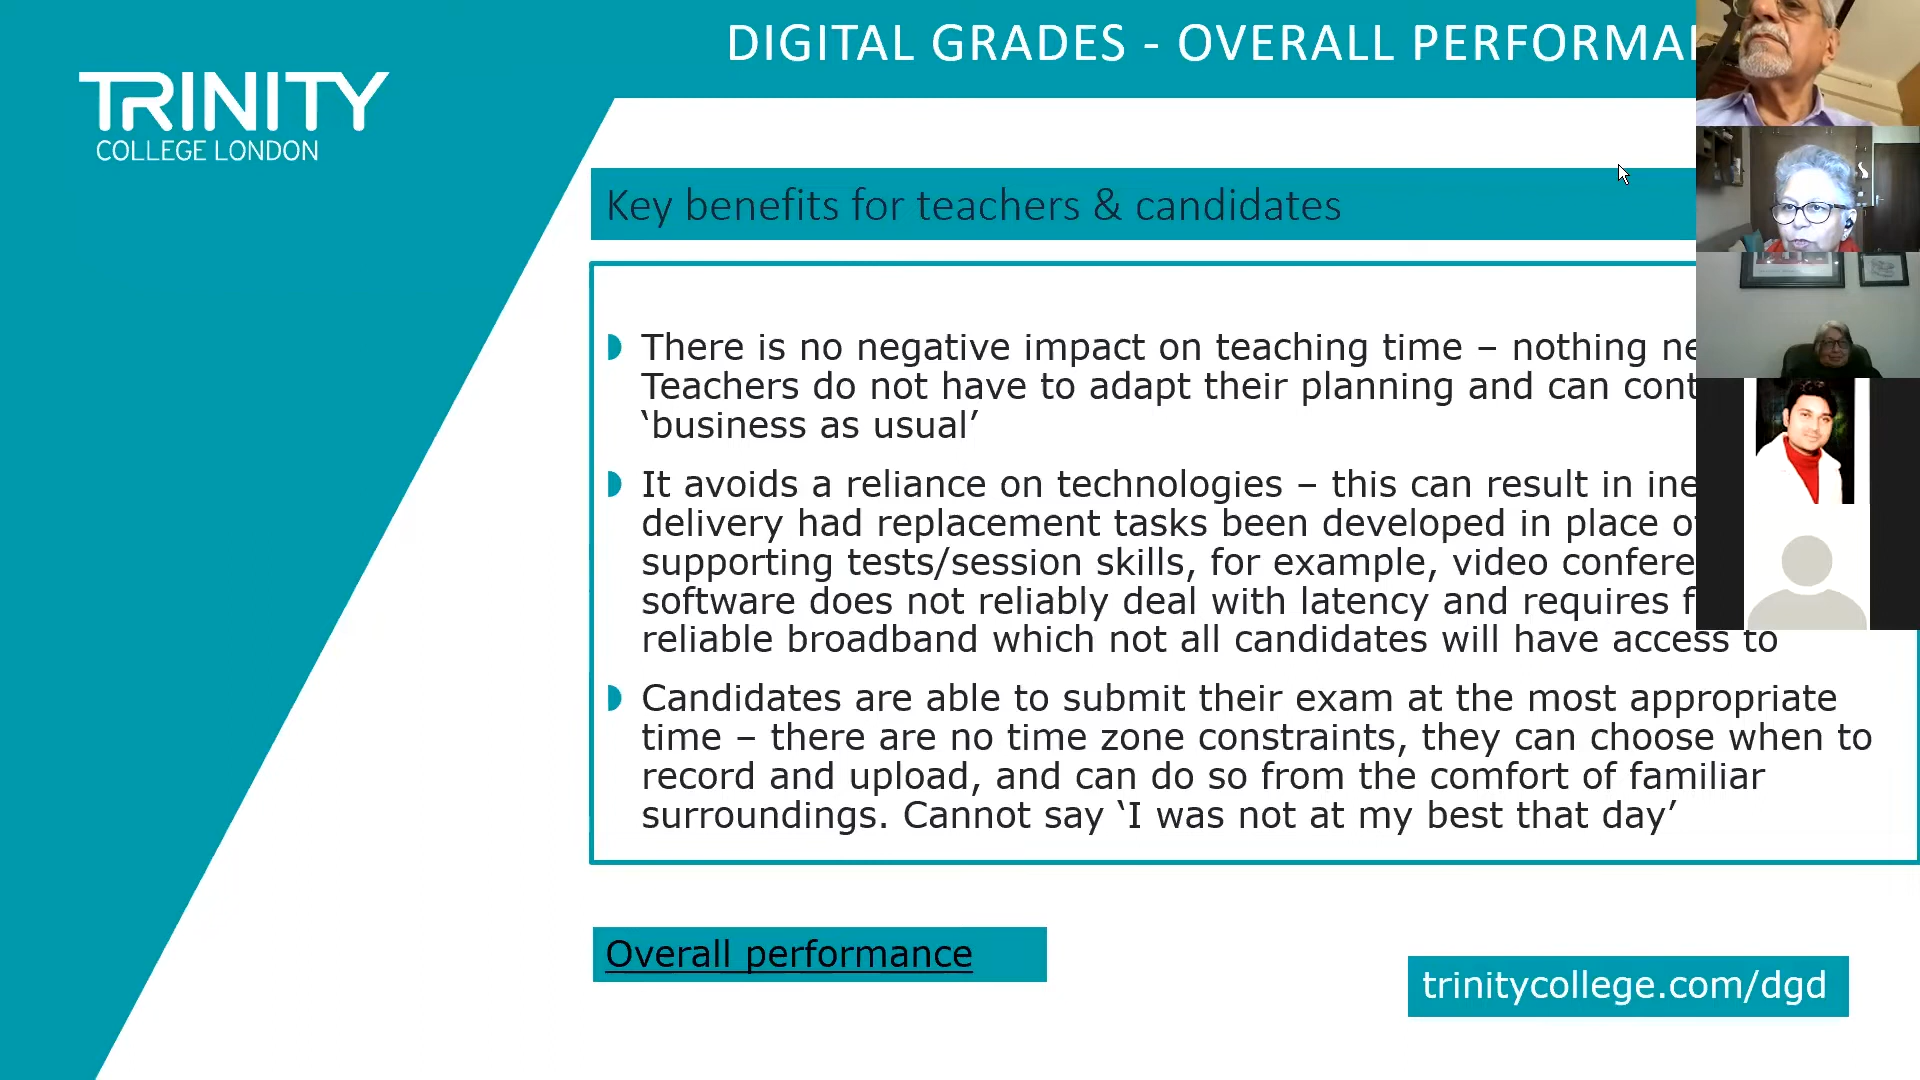 DIGITAL GRADES - OVERALL
TRINITY
COLLEGE LONDON
Key benefits for teachers & candidates
There is no negative impact on teaching time – nothing
Teachers do not have to adapt their planning and can
‘business as usual’
It avoids a reliance on technologies – this can result in
delivery had replacement tasks been developed in place
supporting tests/session skills, for example, video
software does not reliably deal with latency and requires
reliable broadband which not all candidates will have access to
Candidates are able to submit their exam at the most appropriate
time – there are no time zone constraints, they can choose when to
record and upload, and can do so from the comfort of familiar
surroundings. Cannot say ‘I was not at my best that day’
Overall performance
trinitycollege.com/dgd